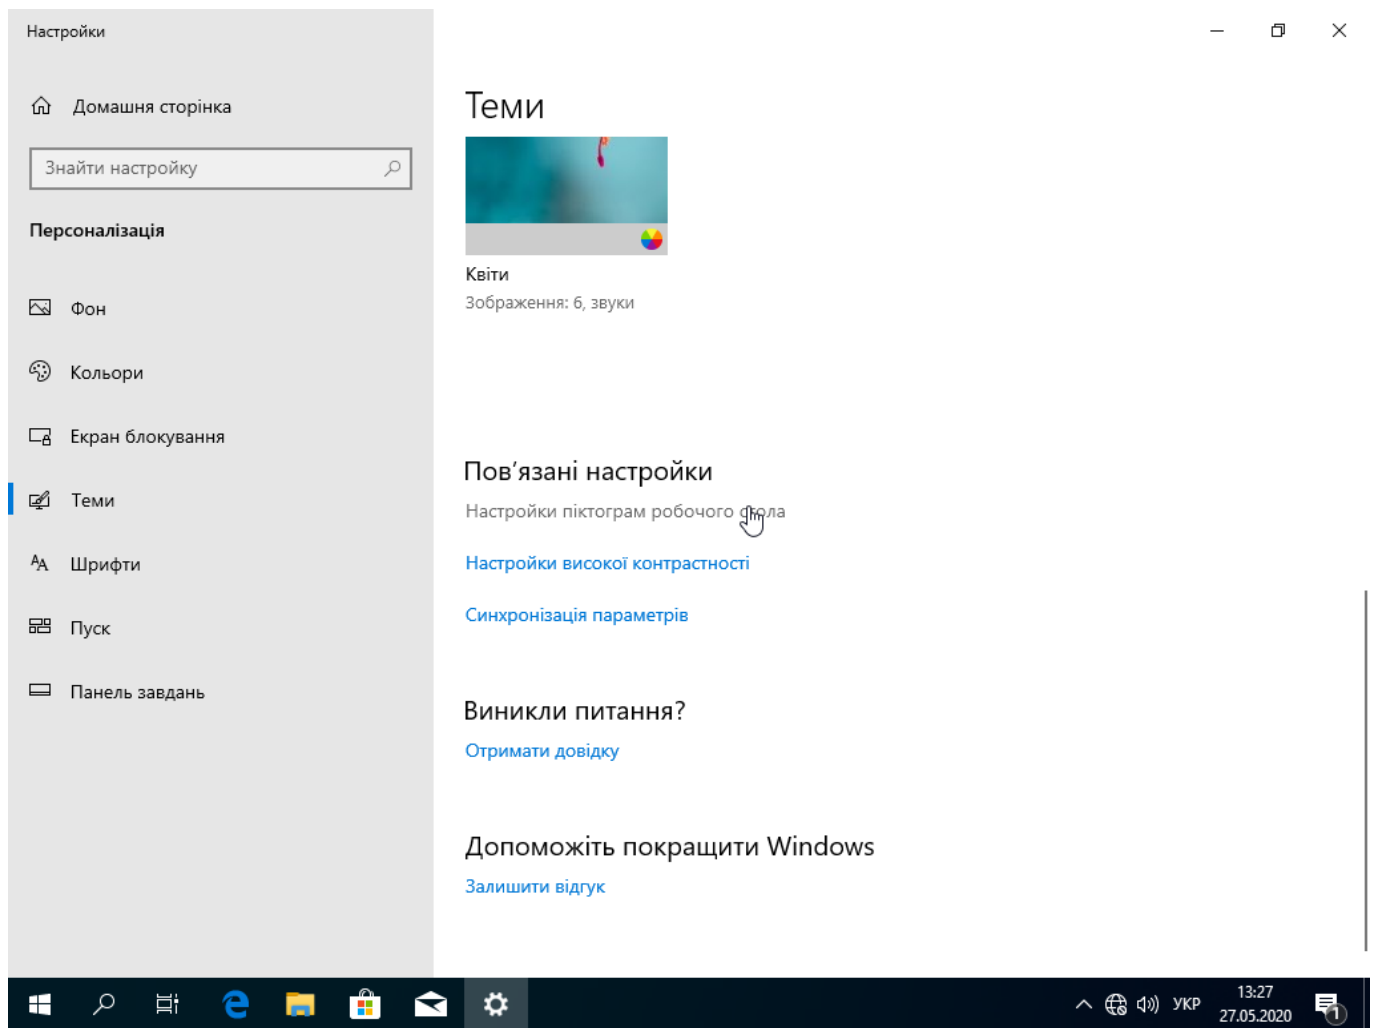 Настройки
Домашня сторінка
Знайти настройку
Персоналізація
Фон
Кольори
Екран блокування
Теми
Шрифти
Пуск
Панель завдань
Теми
Квіти
Зображення: 6, звуки
Пов’язані настройки
Настройки піктограм робочого стола
Настройки високої контрастності
Синхронізація параметрів
Виникли питання?
Отримати довідку
Допоможіть покращити Windows
Залишити відгук
УКР
13:27
27.05.2020
1